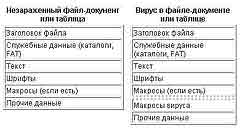 Незараженный файл-документ
или таблица
Заголовок файла
Служебные данные (каталоги,
FAT)
Текст
Шрифты
Макросы (если есть)
Прочие данные
Вирус в файле-документе
или таблице
Заголовок файла
Служебные данные
(каталоги, FAT)
Текст
Шрифты
Макросы (если есть)
Макросы вируса
Прочие данные